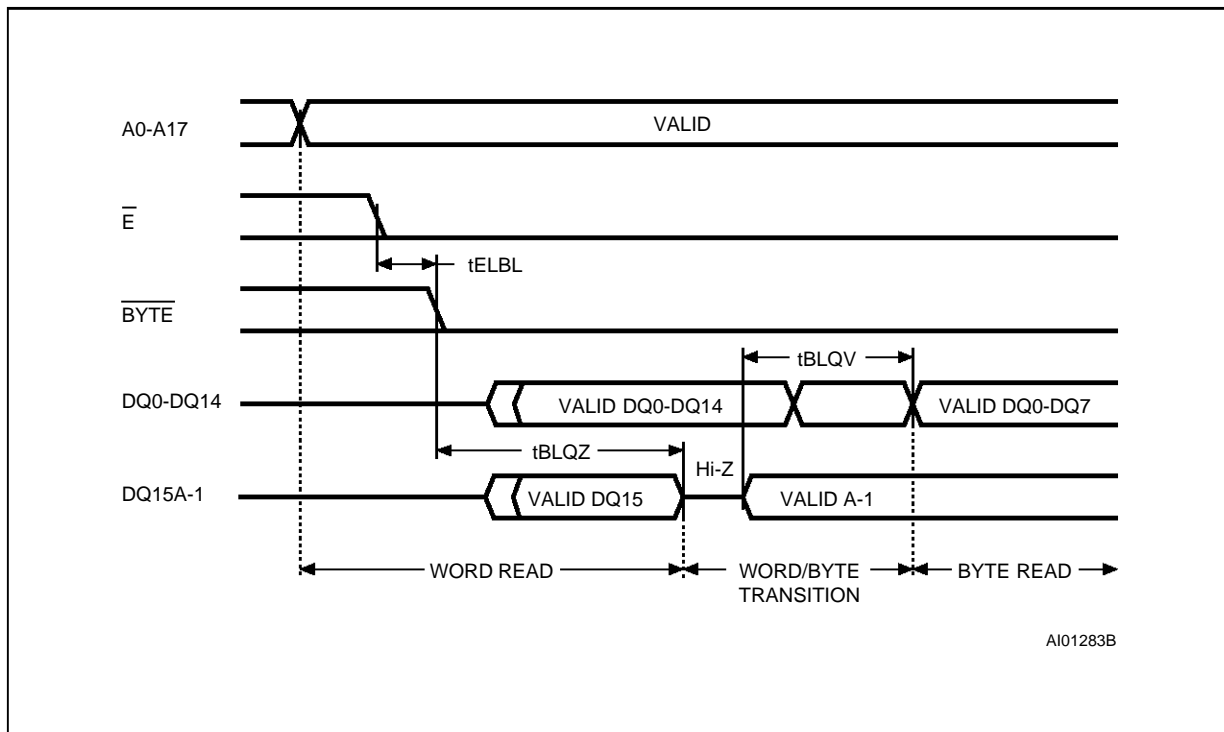 A0-A17
VALID
E
tELBL
BYTE
tBLQV
DQ0-DQ14
VALID DQ0-DQ14
VALID DQ0-DQ7
tBLQZ
Hi-Z
DQ15A-1
VALID DQ15
VALID A-1
WORD READ
WORD/BYTE
TRANSITION
BYTE READ
AI01283B